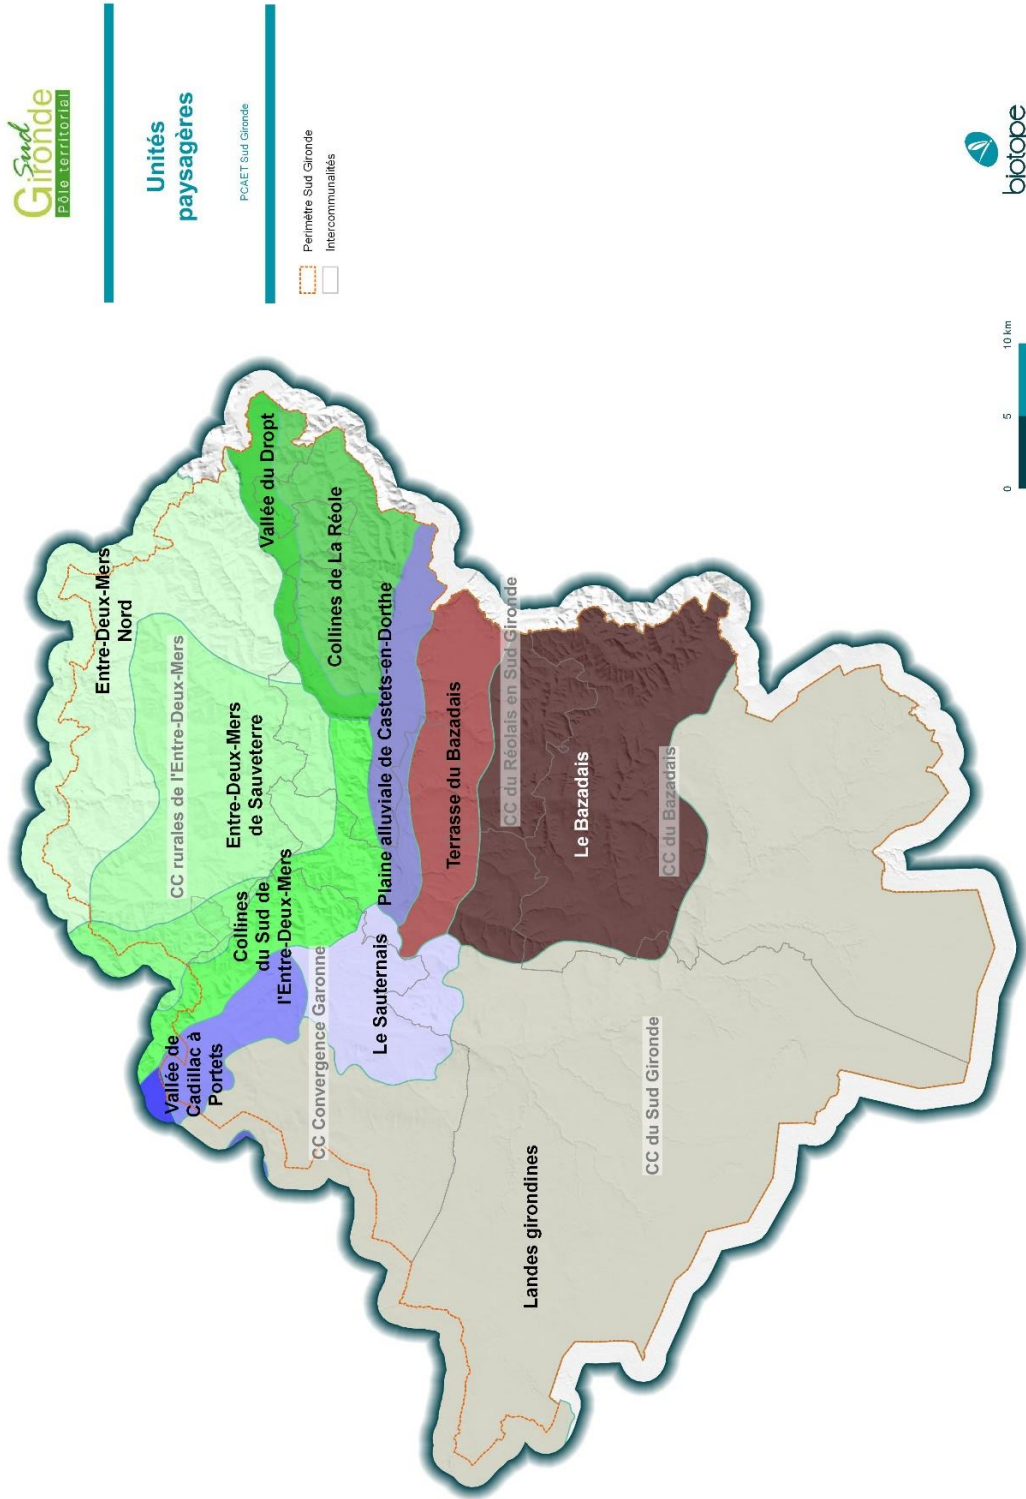 Sud
Gironde
Pôle territorial
Unités
paysagères
PCAET Sud Gironde
Perimètre Sud Gironde
Intercommunalités
Entre-Deux-Mers
Nord
CC rurales de l'Entre-Deux-Mers
Entre-Deux-Mers
de Sauveterre
Vallée du Dropt
Collines de La Réole
Collines
du Sud de
l'Entre-Deux-Mers
Vallée de
Cadillac à
Portets
CC Convergence Garonne
Le Sauternais
Plaine alluviale de Castets-en-Dorthe
Terrasse du Bazadais
CC du Réolais en Sud Gironde
Le Bazadais
CC du Bazadais
Landes girondines
CC du Sud Gironde
0 5 10 km
biotope